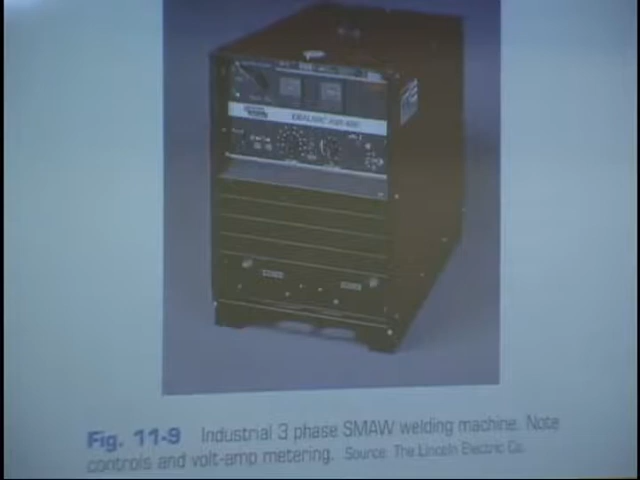 Fig. 11-9 Industrial 3 phase SMAW welding machine. Note
controls and volt-amp metering. Source: The Lincoln Electric Co.